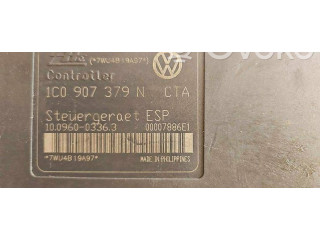 (*7WU4B19A97*)
Controller
1C0 907 379 N CTA
Steuergeraet ESP
10.0960-0336.3 00007886E1
*7WU4B19A97* MADE IN PHILIPPINES